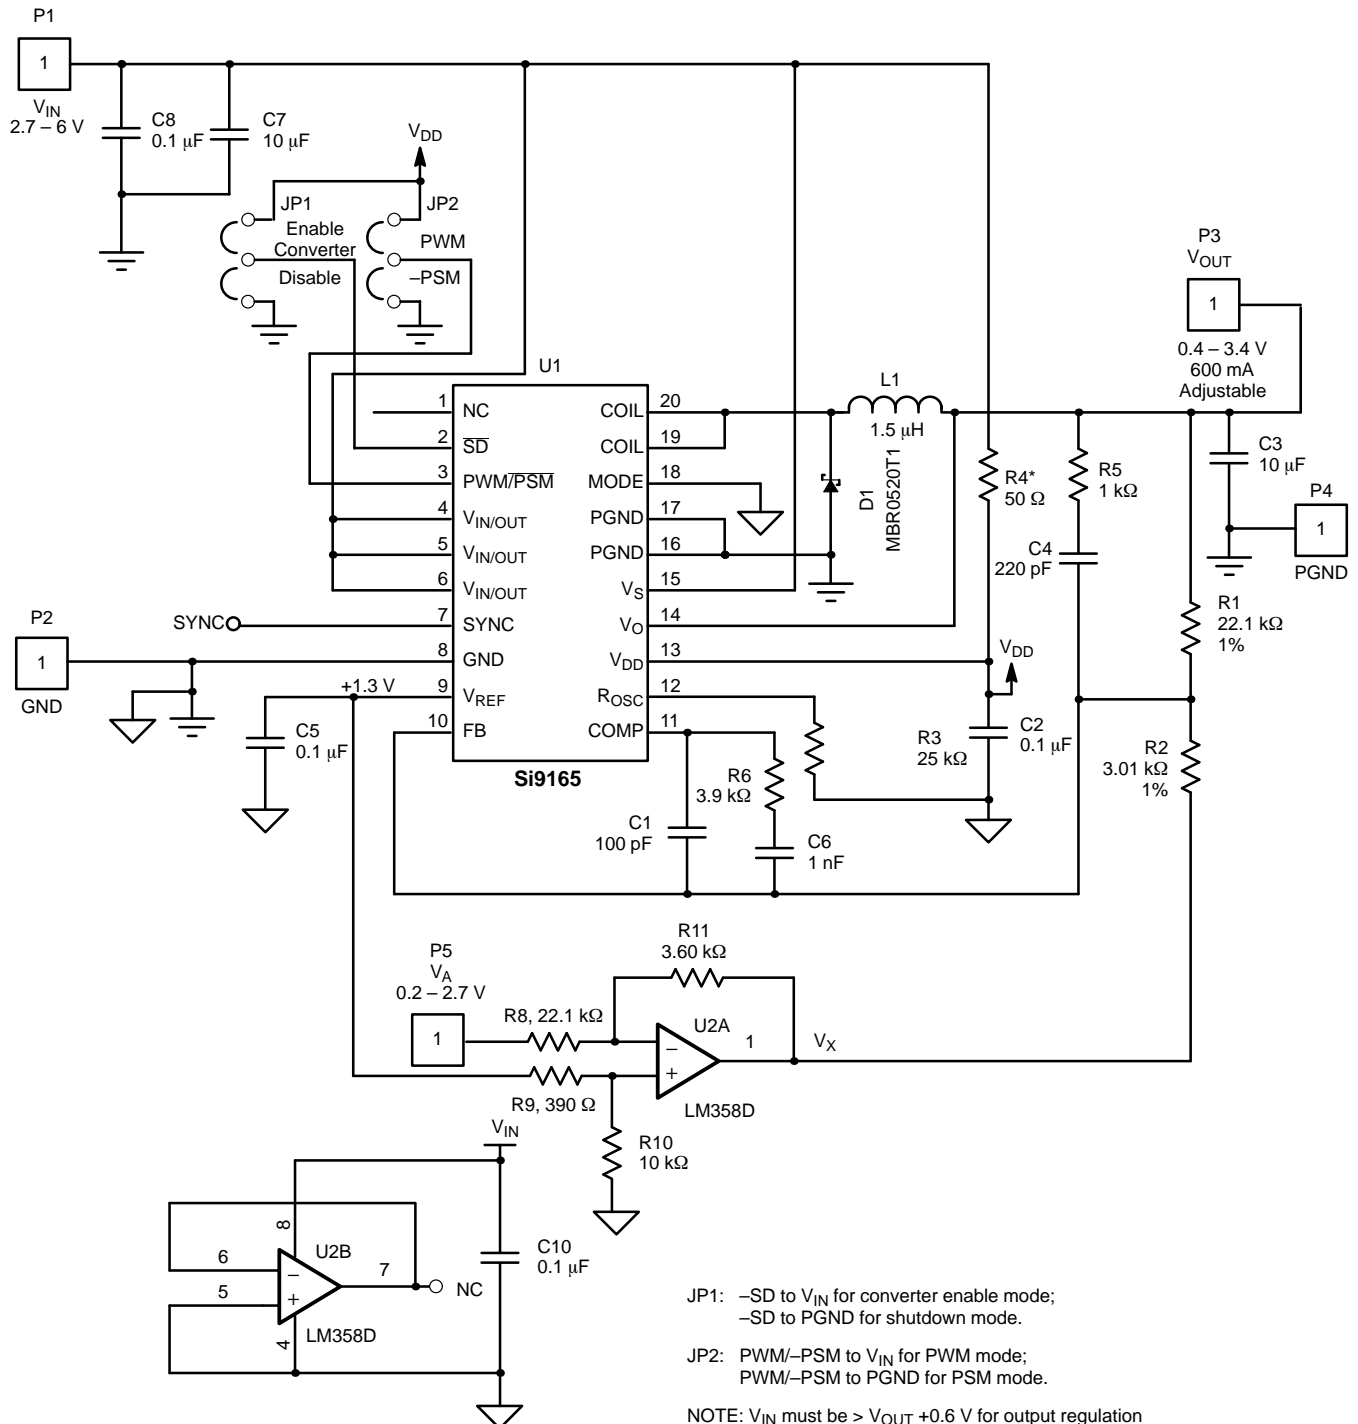 P1
1
VIN
2.7 – 6 V
C8
0.1 μF
C7
10 μF
VDD
JP1
Enable
Converter
Disable
JP2
PWM
–PSM
P3
VOUT
1
0.4 – 3.4 V
600 mA
Adjustable
U1
1 NC
2 SD
3 PWM/PSM
4 VIN/OUT
5 VIN/OUT
6 VIN/OUT
7 SYNC
8 GND
9 VREF
10 FB
COIL 20
COIL 19
MODE 18
PGND 17
PGND 16
VS 15
VO 14
VDD 13
ROSC 12
COMP 11
Si9165
L1
1.5 μH
D1
MBR0520T1
R4*
50 Ω
R5
1 kΩ
C4
220 pF
C3
10 μF
P4
1
PGND
R1
22.1 kΩ
1%
SYNC
P2
1
GND
+1.3 V
C5
0.1 μF
VDD
R3
25 kΩ
C2
0.1 μF
R2
3.01 kΩ
1%
R6
3.9 kΩ
C1
100 pF
C6
1 nF
R11
3.60 kΩ
P5
VA
0.2 – 2.7 V
1
R8, 22.1 kΩ
U2A
–
+
1
VX
R9, 390 Ω
LM358D
R10
10 kΩ
VIN
8
U2B
6
–
7
NC
5
+
4
LM358D
C10
0.1 μF
JP1: –SD to VIN for converter enable mode;
–SD to PGND for shutdown mode.
JP2: PWM/–PSM to VIN for PWM mode;
PWM/–PSM to PGND for PSM mode.
NOTE: VIN must be > VOUT +0.6 V for output regulation